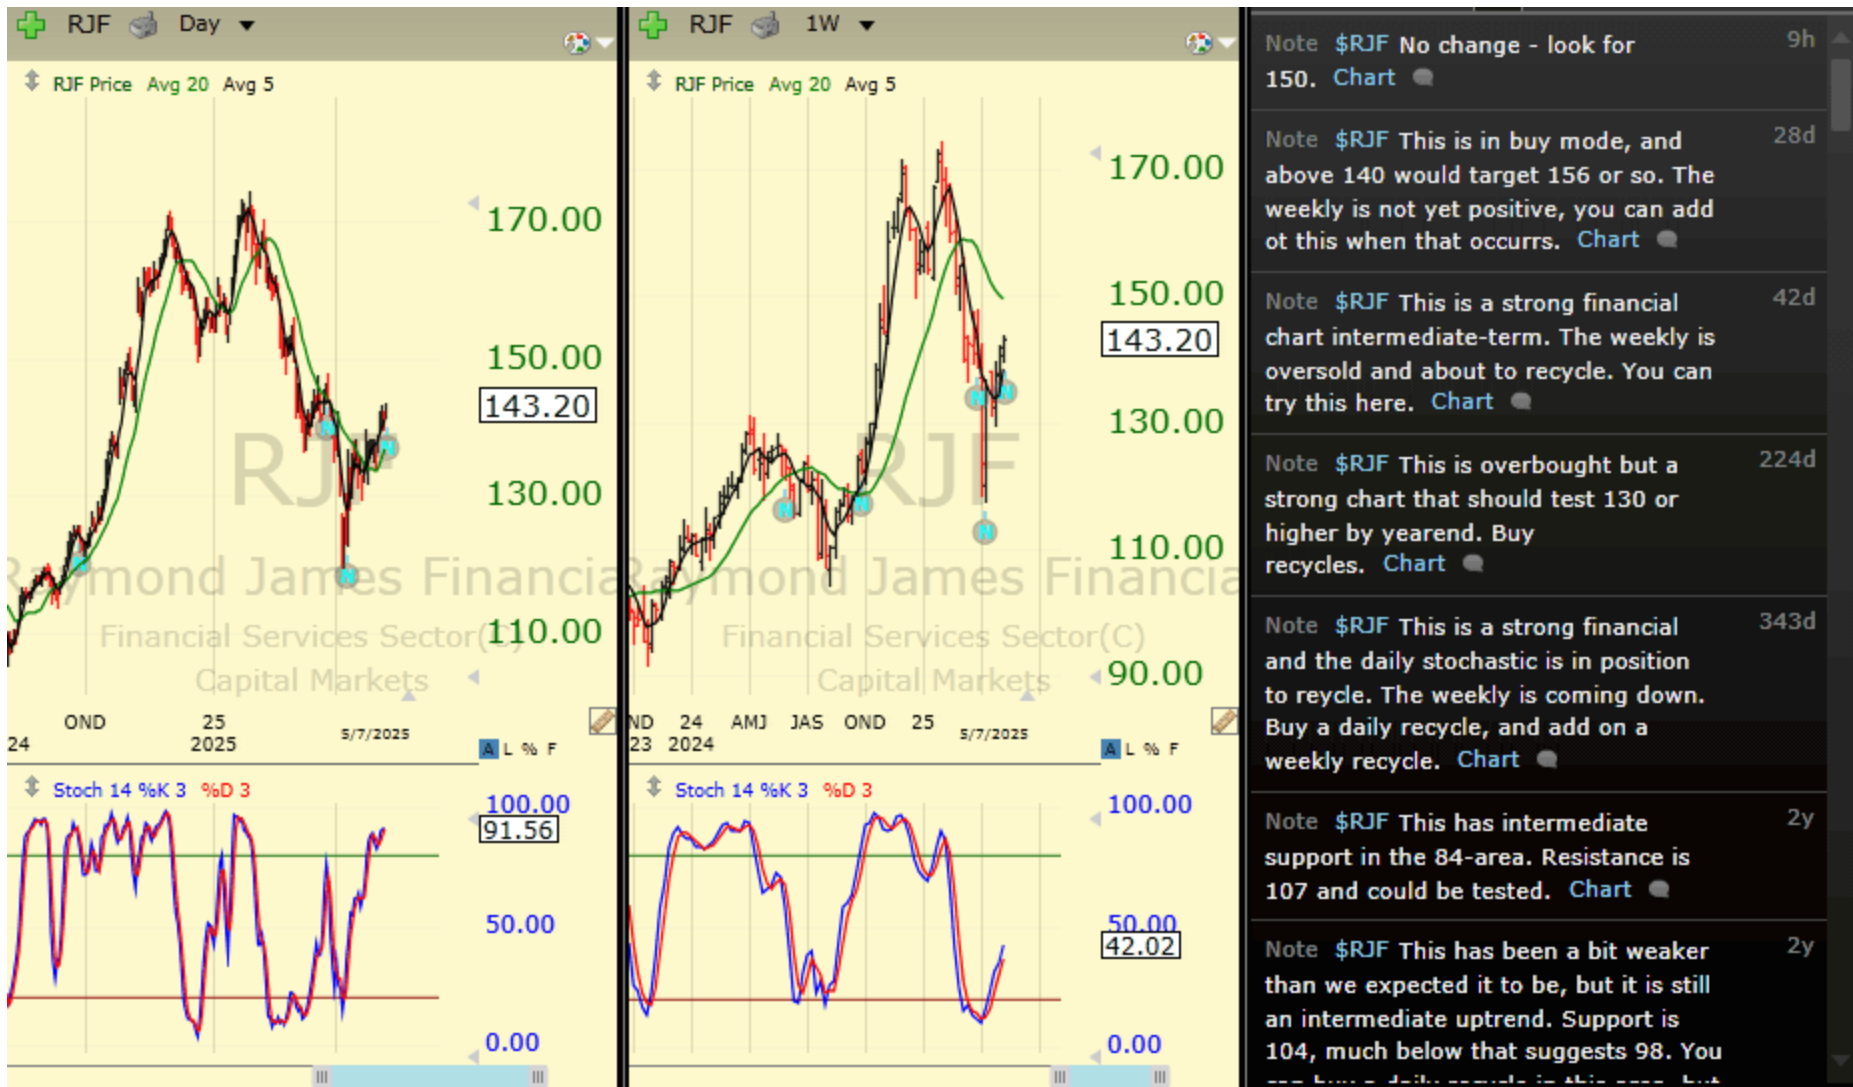 RJF Day
RJF Price Avg 20 Avg 5
170.00
150.00
143.20
130.00
110.00
RJF
Raymond James Financia
Financial Services Sector(C)
Capital Markets
OND 25
24 2025 5/7/2025
A L % F
Stoch 14 %K 3 %D 3
100.00
91.56
50.00
0.00
RJF 1W
RJF Price Avg 20 Avg 5
170.00
150.00
143.20
130.00
110.00
90.00
RJF
Raymond James Financia
Financial Services Sector(C)
Capital Markets
ND 24 AMJ JAS OND 25
23 2024 5/7/2025
A L % F
Stoch 14 %K 3 %D 3
100.00
50.00
42.02
0.00
Note $RJF No change - look for 9h
150. Chart
Note $RJF This is in buy mode, and 28d
above 140 would target 156 or so. The
weekly is not yet positive, you can add
ot this when that occurrs. Chart
Note $RJF This is a strong financial 42d
chart intermediate-term. The weekly is
oversold and about to recycle. You can
try this here. Chart
Note $RJF This is overbought but a 224d
strong chart that should test 130 or
higher by yearend. Buy
recycles. Chart
Note $RJF This is a strong financial 343d
and the daily stochastic is in position
to reycle. The weekly is coming down.
Buy a daily recycle, and add on a
weekly recycle. Chart
Note $RJF This has intermediate 2y
support in the 84-area. Resistance is
107 and could be tested. Chart
Note $RJF This has been a bit weaker 2y
than we expected it to be, but it is still
an intermediate uptrend. Support is
104, much below that suggests 98. You
can buy a daily recycle in this area, but